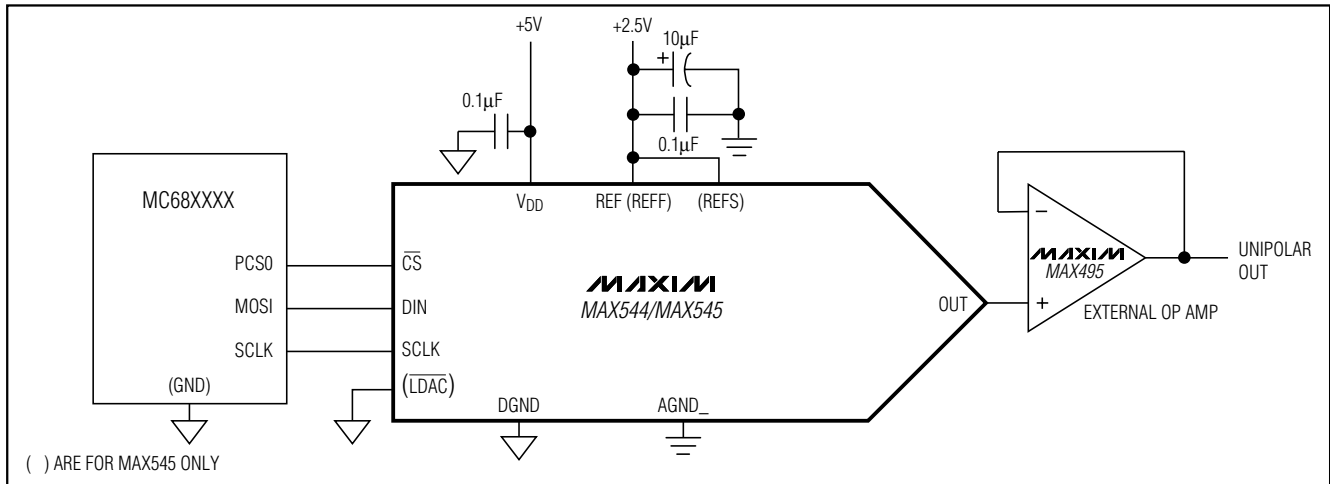 +5V
+2.5V
10µF
+
0.1µF
0.1µF
MC68XXXX
VDD
REF (REFF)
(REFS)
PCS0
CS
MOSI
DIN
SCLK
SCLK
(LDAC)
(GND)
MAXIM
MAX544/MAX545
OUT
DGND
AGND_
−
+
MAXIM
MAX495
EXTERNAL OP AMP
UNIPOLAR
OUT
( ) ARE FOR MAX545 ONLY